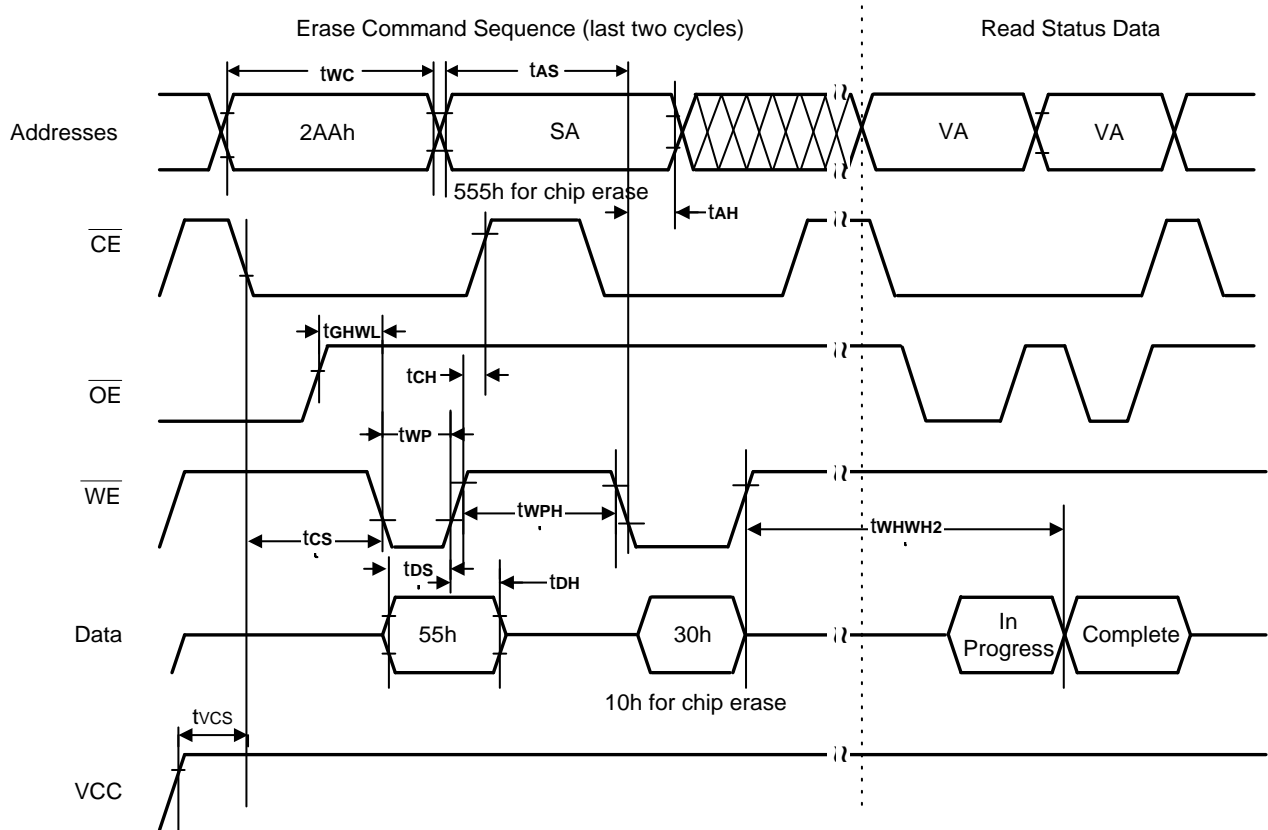 Erase Command Sequence (last two cycles)
Read Status Data
tWC
tAS
Addresses
2AAh
SA
VA
VA
555h for chip erase
tAH
CE
tGHWL
tCH
OE
tWP
WE
tWPH
tCS
tWHWH2
tDS
tDH
Data
55h
30h
In
Progress
Complete
10h for chip erase
tVCS
VCC